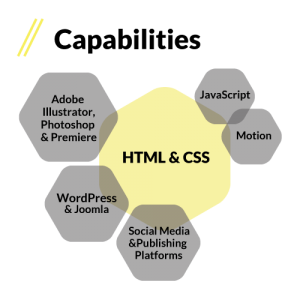 Capabilities
Adobe
Illustrator,
Photoshop
& Premiere
JavaScript
Motion
HTML & CSS
WordPress
& Joomla
Social Media
&Publishing
Platforms